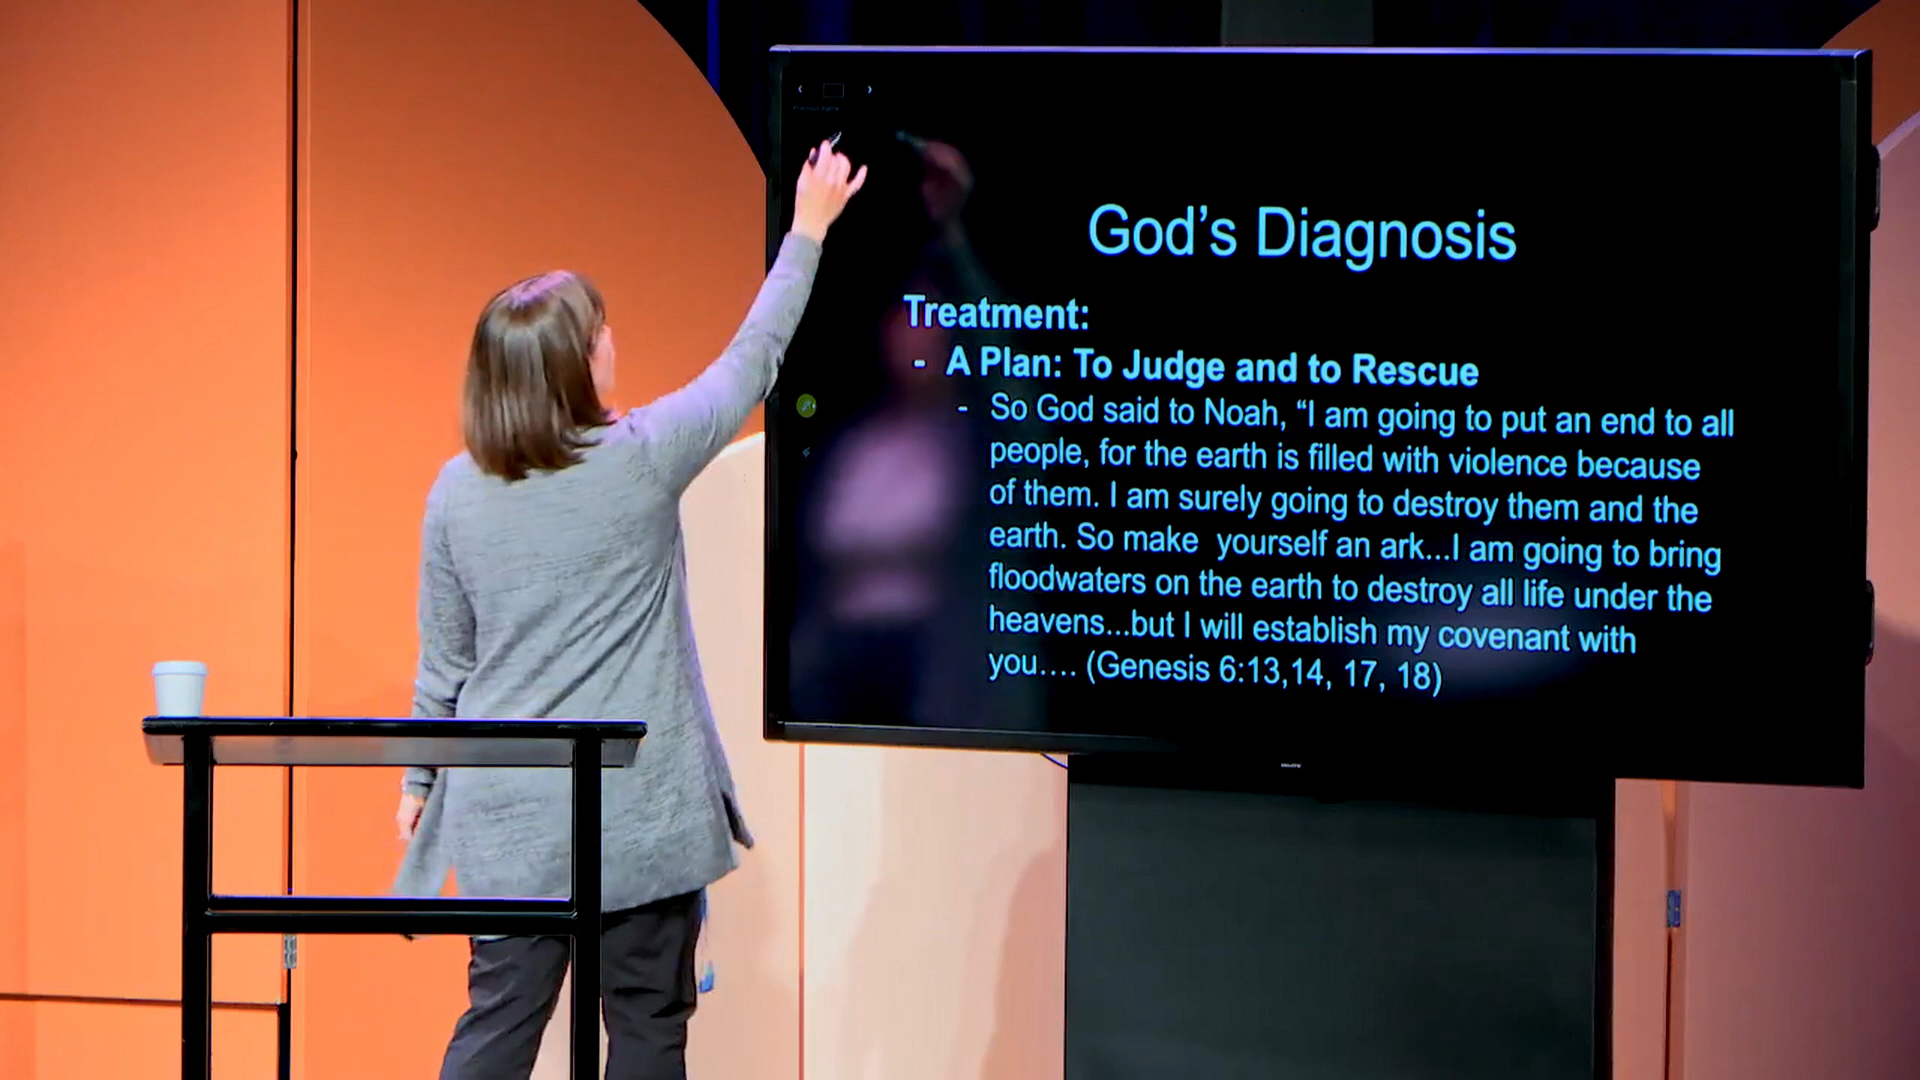 God's Diagnosis
Treatment:
- A Plan: To Judge and to Rescue
- So God said to Noah, “I am going to put an end to all
people, for the earth is filled with violence because
of them. I am surely going to destroy them and the
earth. So make yourself an ark...I am going to bring
floodwaters on the earth to destroy all life under the
heavens...but I will establish my covenant with
you.... (Genesis 6:13,14, 17, 18)